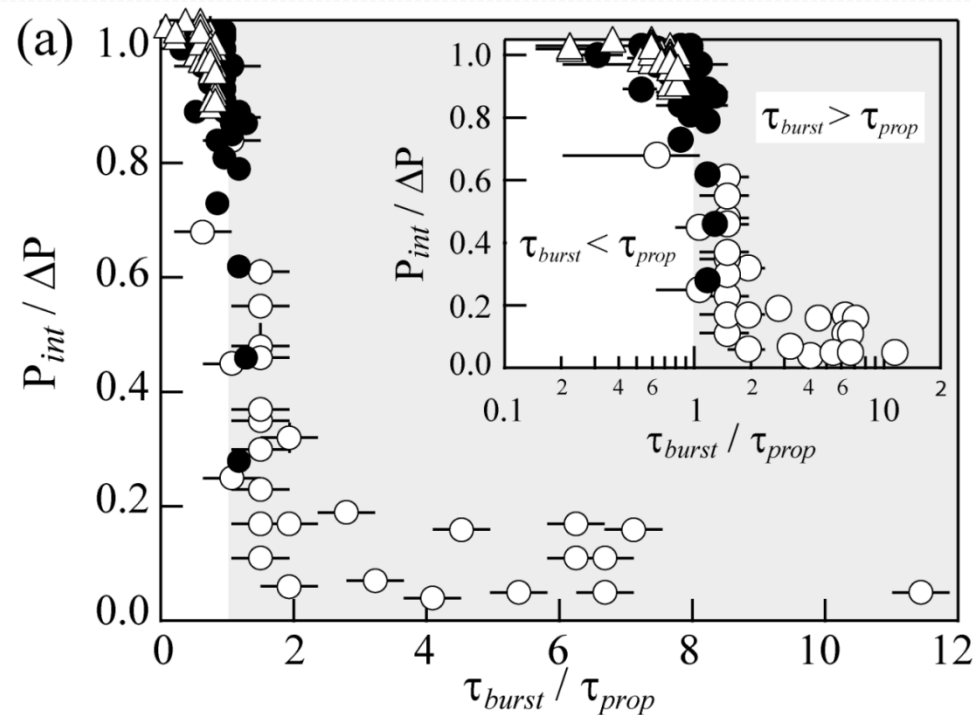 (a)
P_int / ΔP
1.0
0.8
0.6
0.4
0.2
0.0
0 2 4 6 8 10 12
τ_burst / τ_prop
P_int / ΔP
1.0
0.8
0.6
0.4
0.2
0.0
τ_burst > τ_prop
τ_burst < τ_prop
2 4 6 2 4 6 2
0.1 1 10
τ_burst / τ_prop